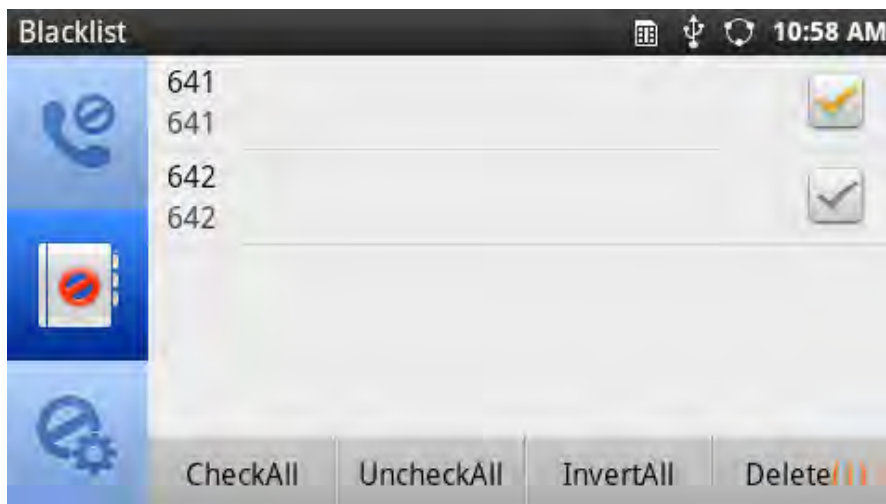 Blacklist
10:58 AM
641
641
642
642
CheckAll
UncheckAll
InvertAll
Delete